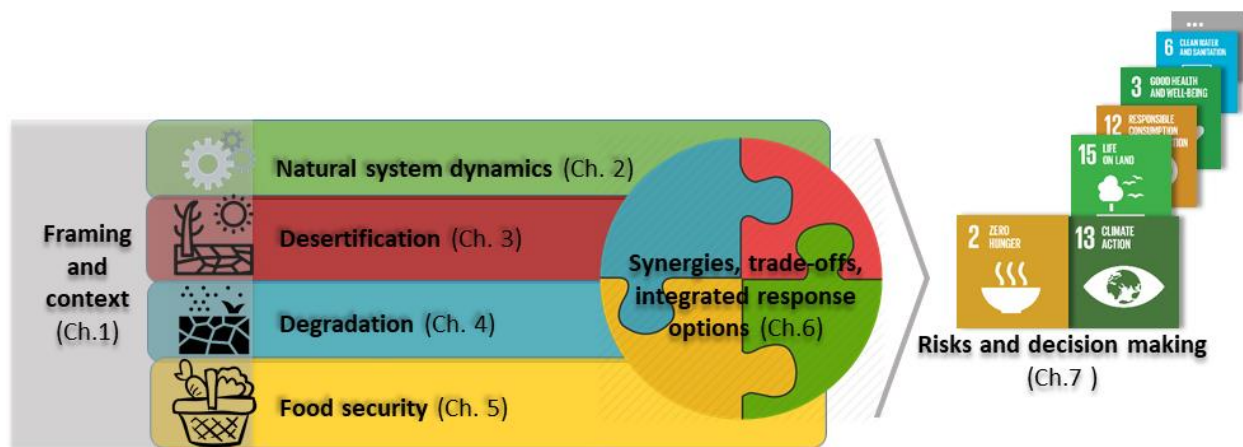 Framing
and
context
(Ch.1)
Natural system dynamics (Ch. 2)
Desertification (Ch. 3)
Degradation (Ch. 4)
Food security (Ch. 5)
Synergies, trade-offs,
integrated response
options (Ch.6)
...
6 CLEAN WATER
AND SANITATION
3 GOOD HEALTH
AND WELL-BEING
12 RESPONSIBLE
CONSUMPTION
15 LIFE
ON LAND
2 ZERO
HUNGER
13 CLIMATE
ACTION
Risks and decision making
(Ch.7 )